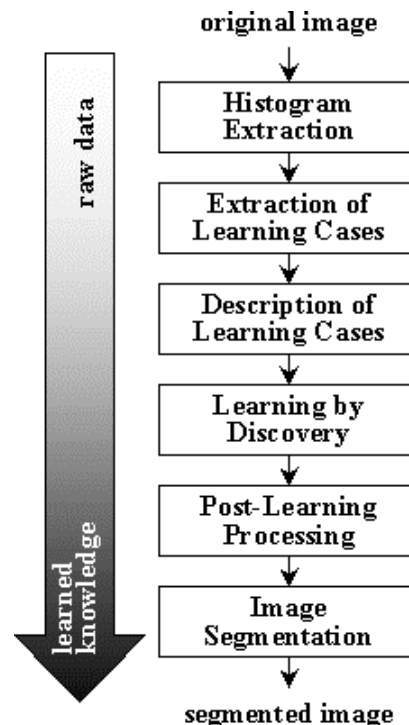 original image
Histogram
Extraction
Extraction of
Learning Cases
Description of
Learning Cases
Learning by
Discovery
Post-Learning
Processing
Image
Segmentation
segmented image
raw data
learned
knowledge